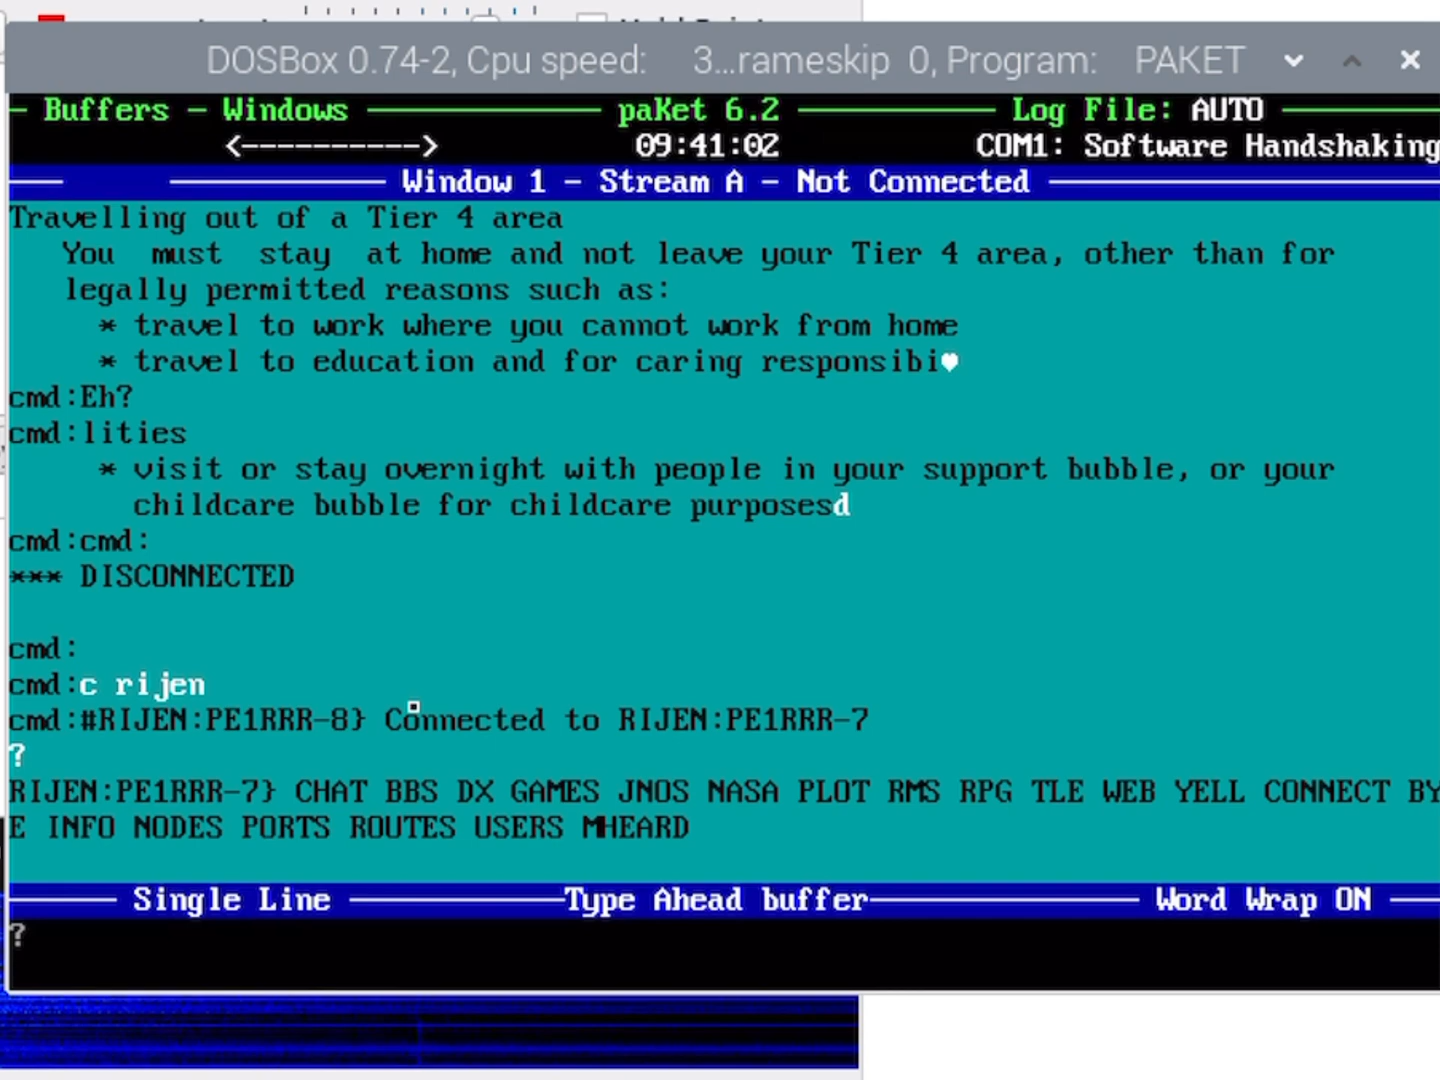 DOSBox 0.74-2, Cpu speed: 3...rameskip 0, Program: PAKET
Buffers - Windows paKet 6.2 Log File: AUTO
<----------> 09:41:02 COM1: Software Handshaking
Window 1 - Stream A - Not Connected
Travelling out of a Tier 4 area
You must stay at home and not leave your Tier 4 area, other than for
legally permitted reasons such as:
* travel to work where you cannot work from home
* travel to education and for caring responsibi♥
cmd:Eh?
cmd:lities
* visit or stay overnight with people in your support bubble, or your
childcare bubble for childcare purposesd
cmd:cmd:
*** DISCONNECTED
cmd:
cmd:c rijen
cmd:#RIJEN:PE1RRR-8} Connected to RIJEN:PE1RRR-7
?
RIJEN:PE1RRR-7} CHAT BBS DX GAMES JNOS NASA PLOT RMS RPG TLE WEB YELL CONNECT BY
E INFO NODES PORTS ROUTES USERS MHEARD
Single Line Type Ahead buffer Word Wrap ON
?